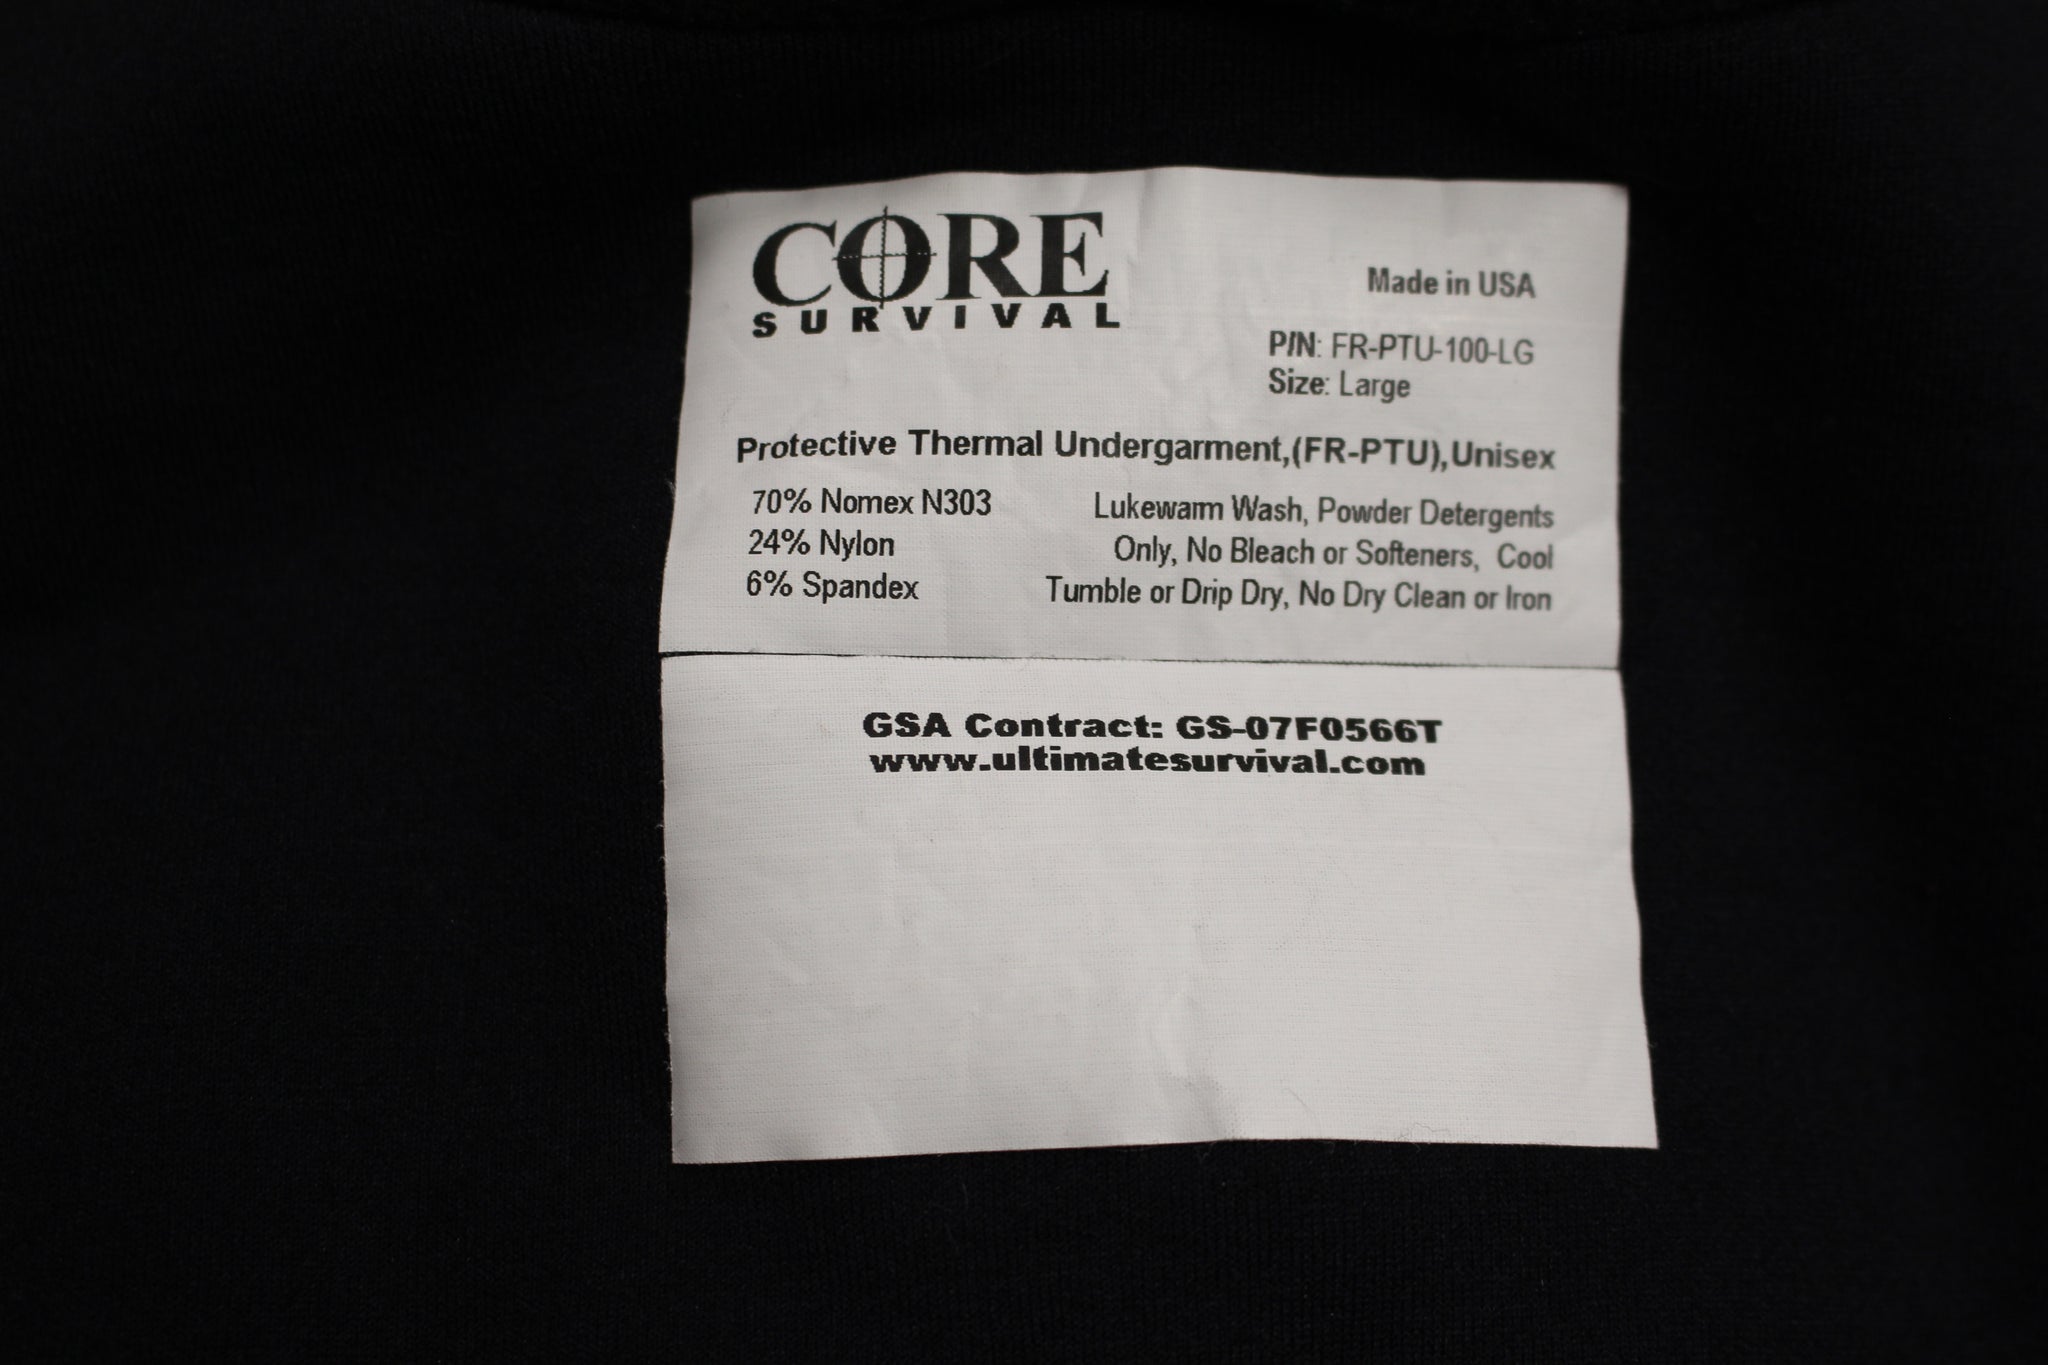 CORE
SURVIVAL
Made in USA
P/N: FR-PTU-100-LG
Size: Large
Protective Thermal Undergarment,(FR-PTU),Unisex
70% Nomex N303
24% Nylon
6% Spandex
Lukewarm Wash, Powder Detergents
Only, No Bleach or Softeners, Cool
Tumble or Drip Dry, No Dry Clean or Iron
GSA Contract: GS-07F0566T
www.ultimatesurvival.com